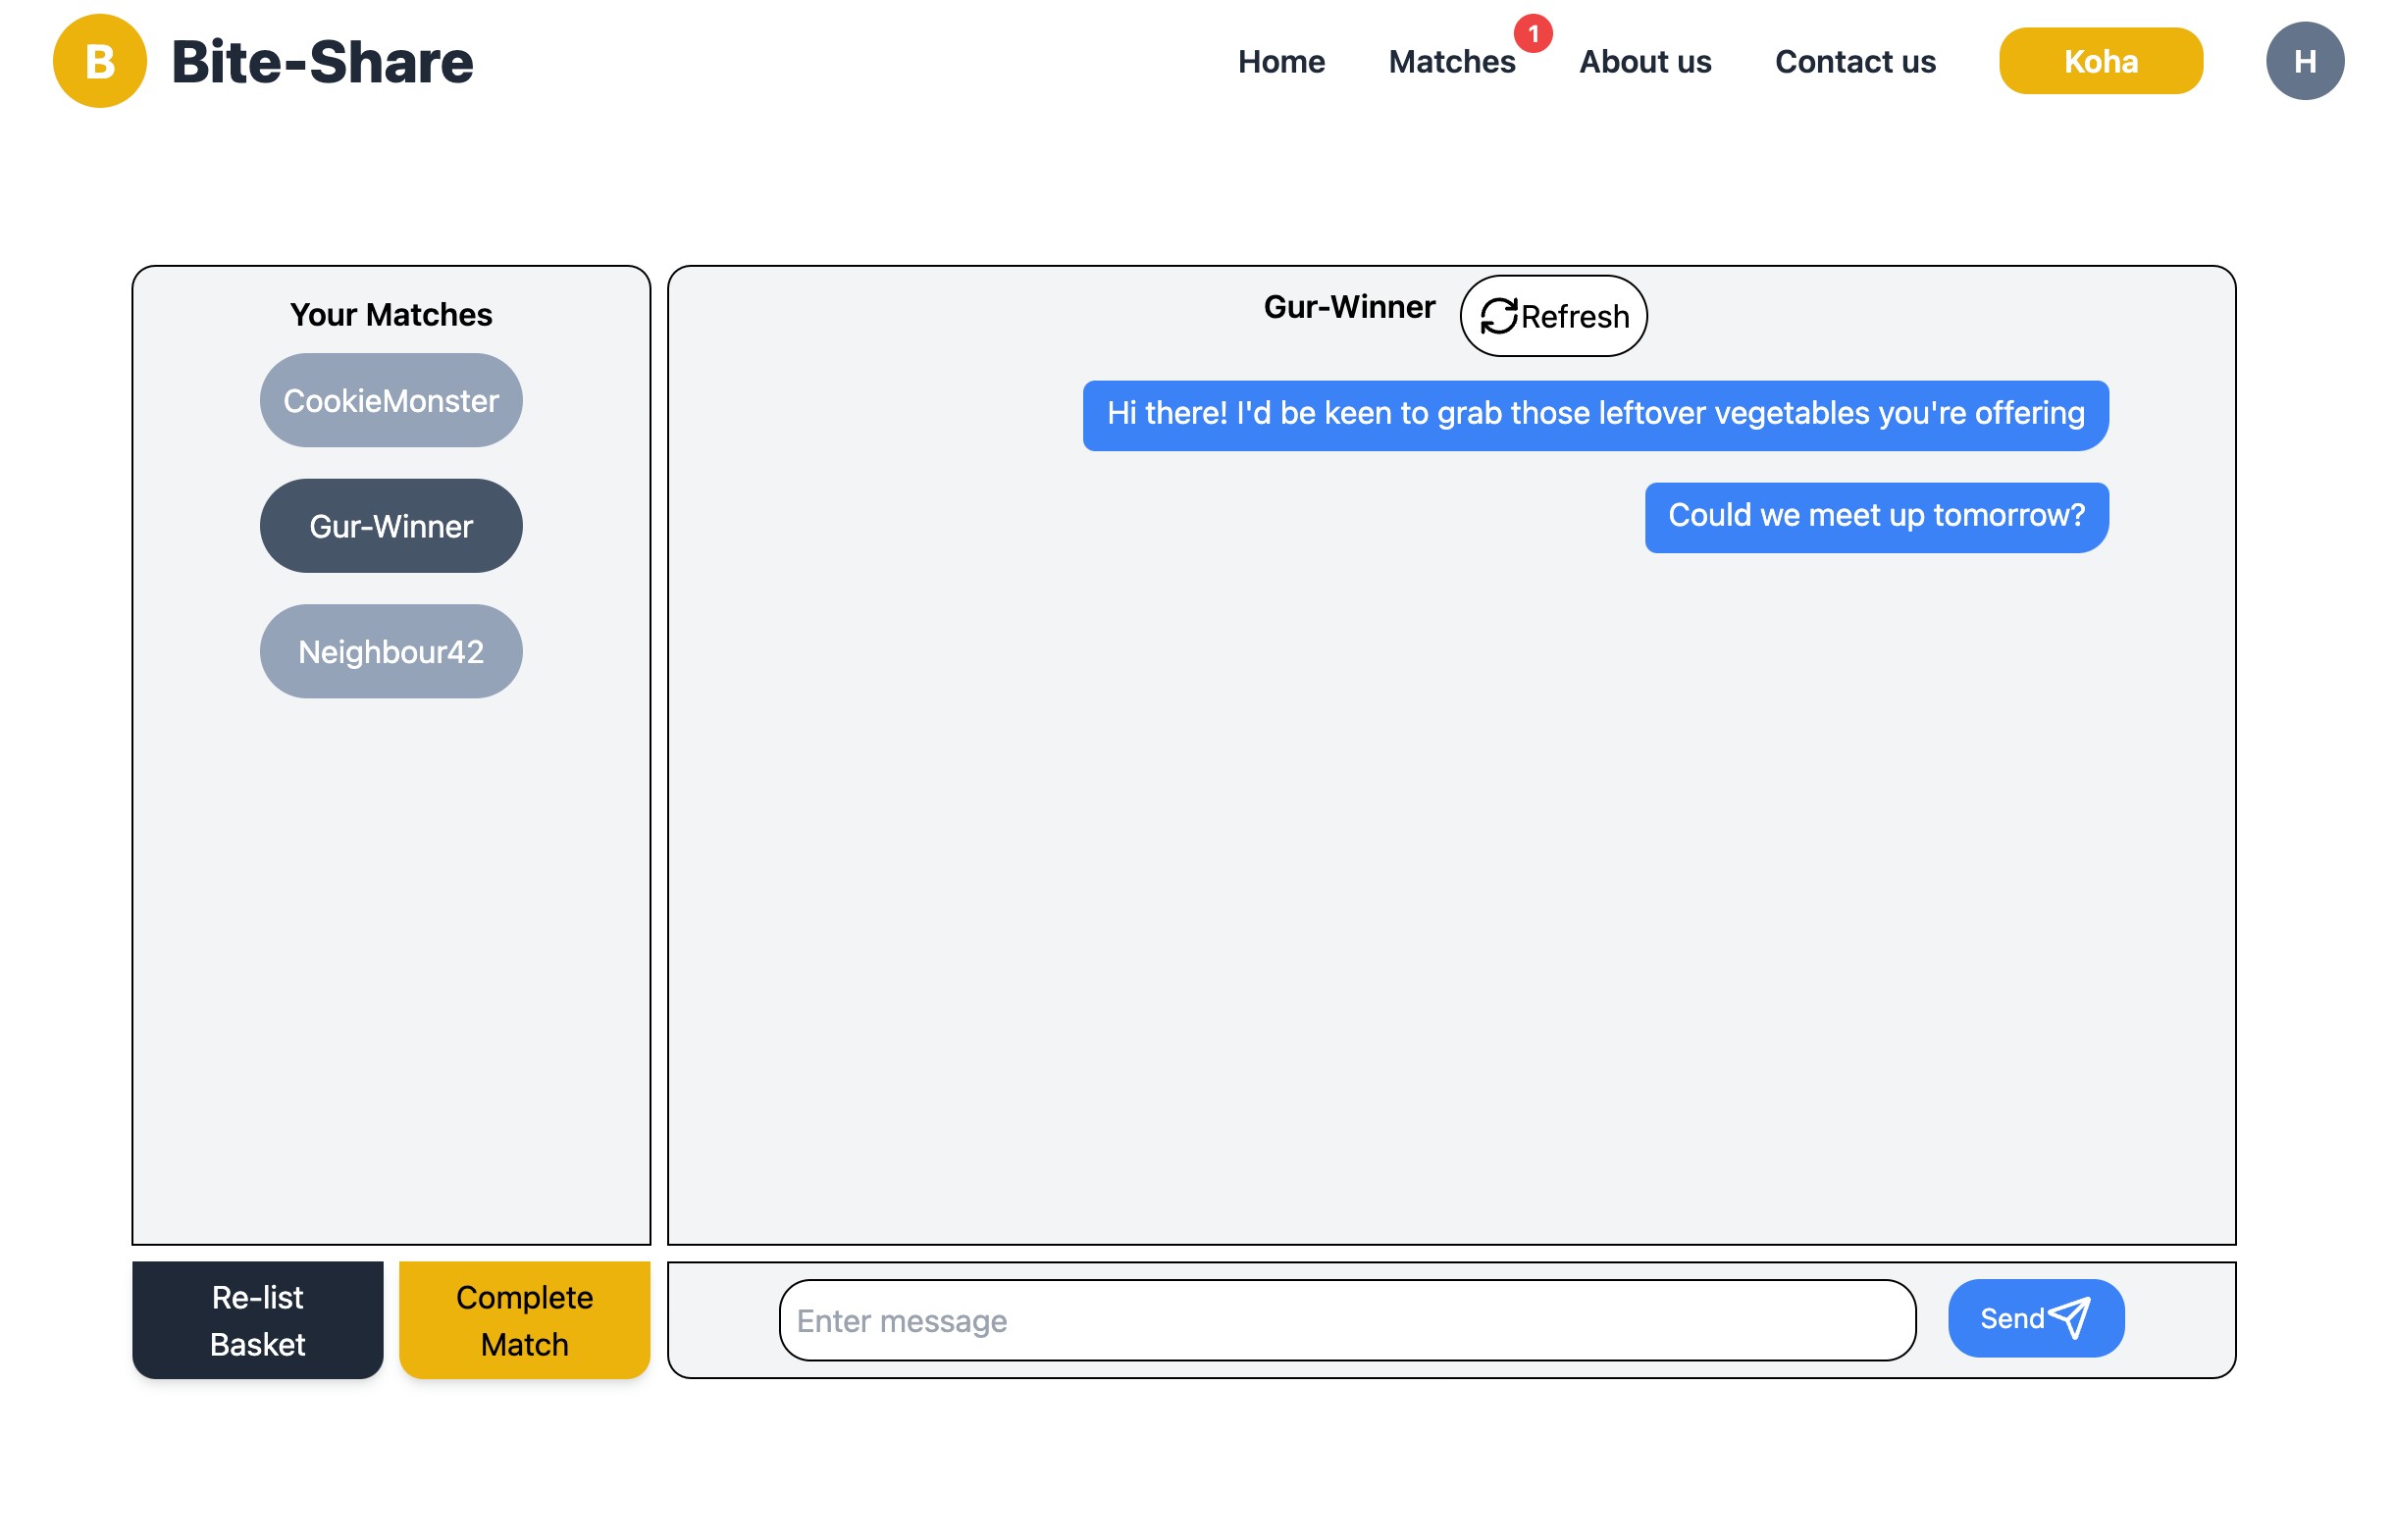 B
Bite-Share
Home
Matches
1
About us
Contact us
Koha
H
Your Matches
CookieMonster
Gur-Winner
Neighbour42
Gur-Winner
Refresh
Hi there! I'd be keen to grab those leftover vegetables you're offering
Could we meet up tomorrow?
Re-list
Basket
Complete
Match
Enter message
Send